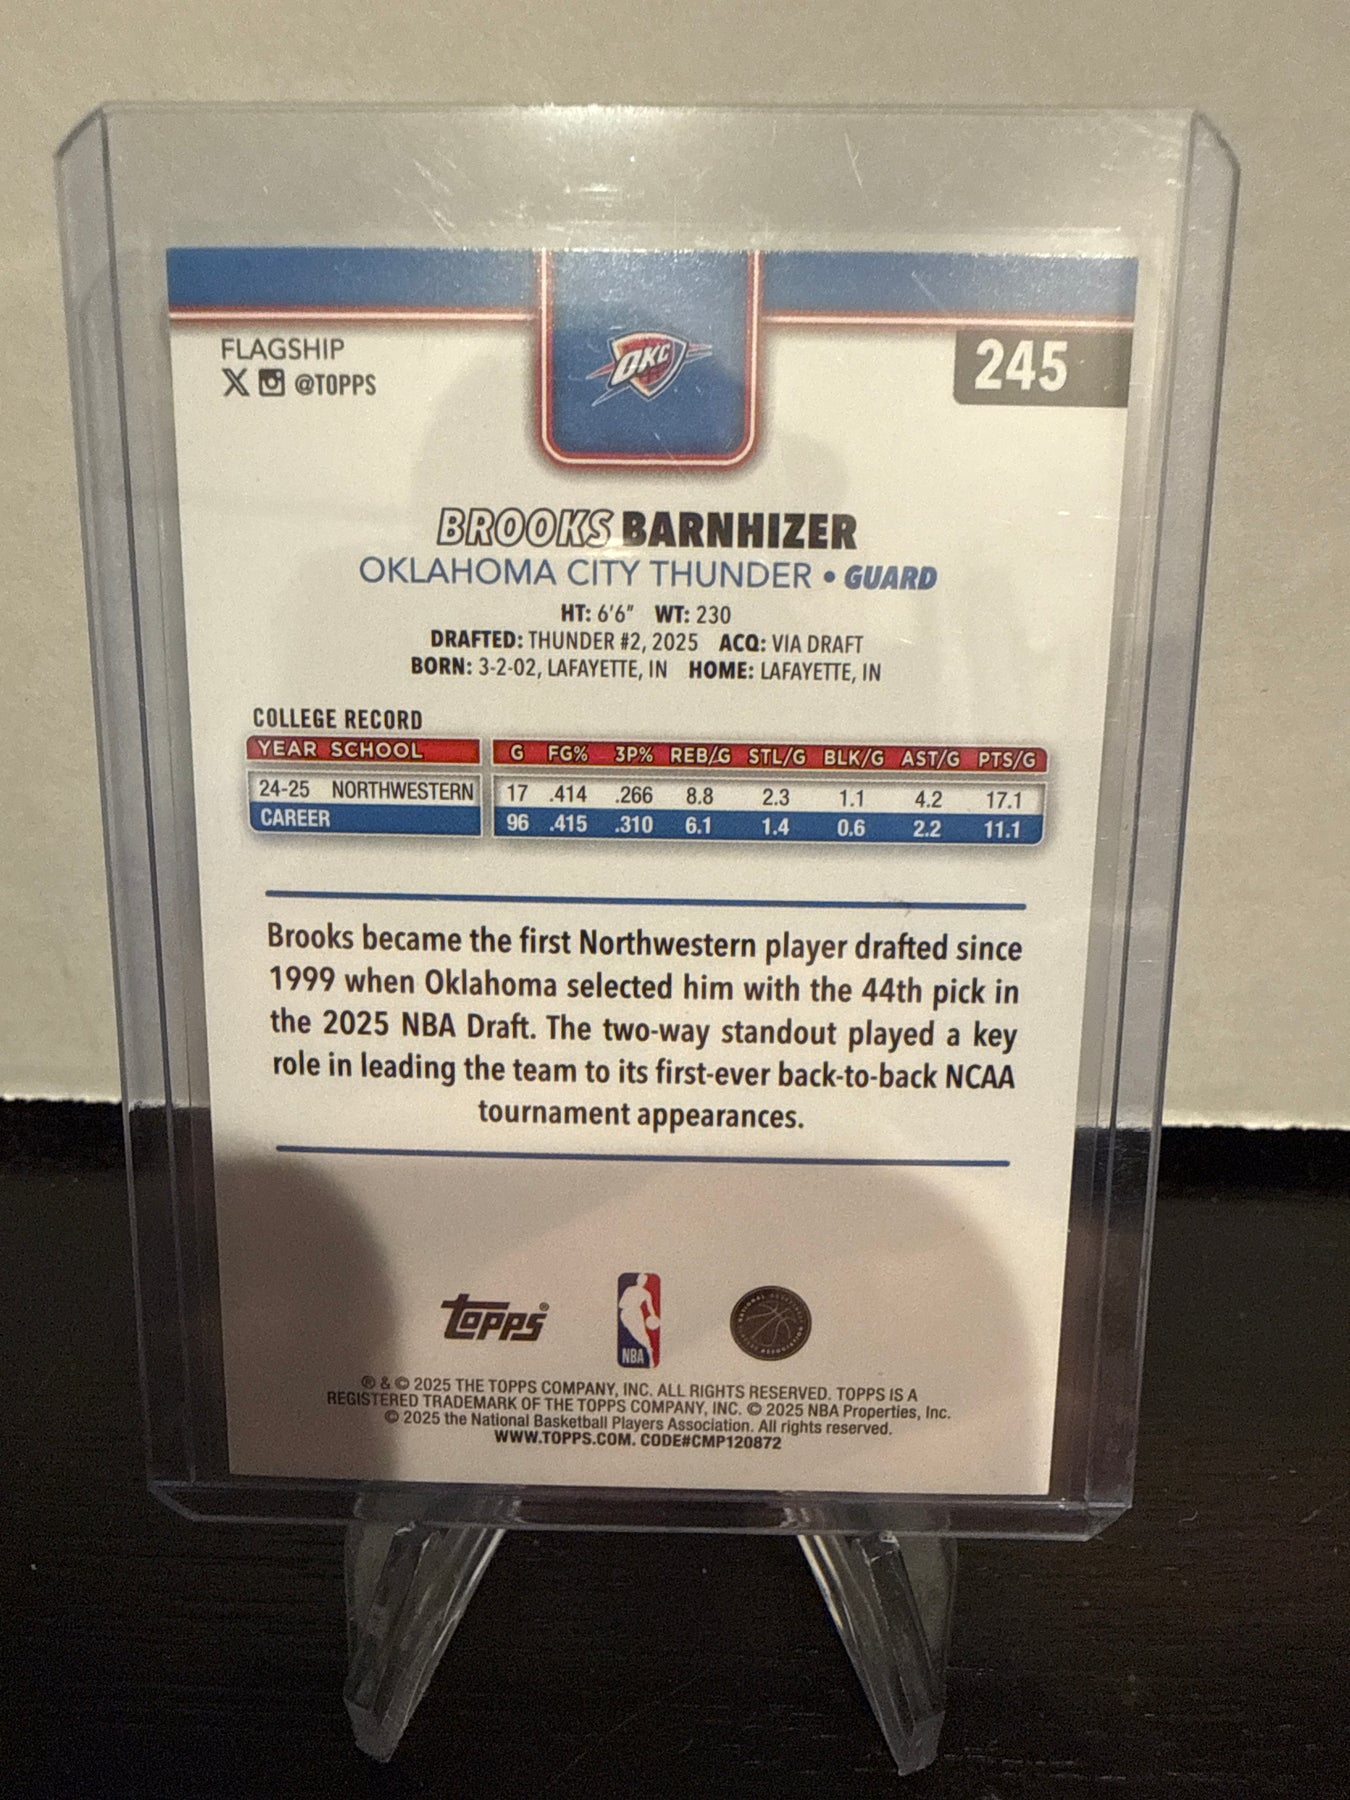 FLAGSHIP
X @TOPPS
OKC
245
BROOKS BARNHIZER
OKLAHOMA CITY THUNDER • GUARD
HT: 6'6" WT: 230
DRAFTED: THUNDER #2, 2025 ACQ: VIA DRAFT
BORN: 3-2-02, LAFAYETTE, IN HOME: LAFAYETTE, IN
COLLEGE RECORD
YEAR SCHOOL G FG% 3P% REB/G STL/G BLK/G AST/G PTS/G
24-25 NORTHWESTERN 17 .414 .266 8.8 2.3 1.1 4.2 17.1
CAREER 96 .415 .310 6.1 1.4 0.6 2.2 11.1
Brooks became the first Northwestern player drafted since
1999 when Oklahoma selected him with the 44th pick in
the 2025 NBA Draft. The two-way standout played a key
role in leading the team to its first-ever back-to-back NCAA
tournament appearances.
Topps®
NBA
® & © 2025 THE TOPPS COMPANY, INC. ALL RIGHTS RESERVED. TOPPS IS A
REGISTERED TRADEMARK OF THE TOPPS COMPANY, INC. © 2025 NBA Properties, Inc.
© 2025 the National Basketball Players Association. All rights reserved.
WWW.TOPPS.COM. CODE#CMP120872